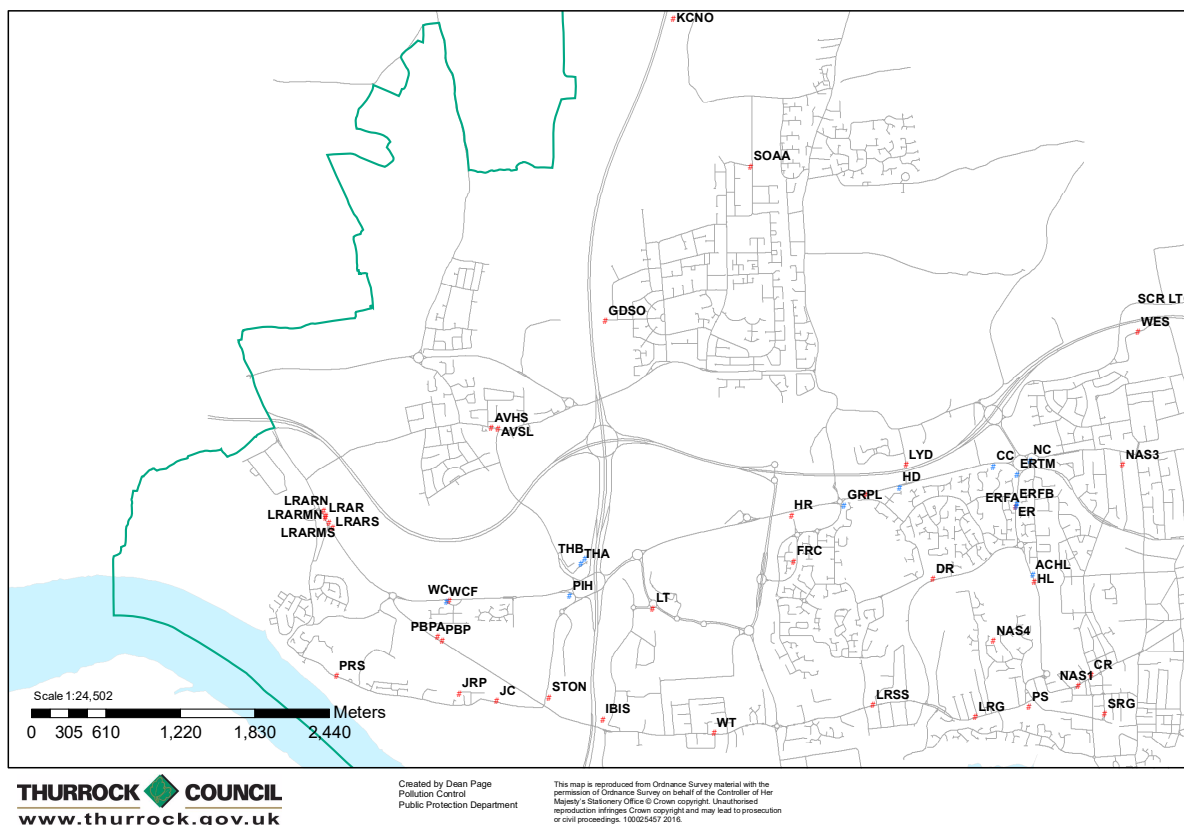 KCNO
SOAA
SCR LT
GDSO
WES
AVHS
AVSL
LYD
CC
NC
ERTM
NAS3
HD
GRPL
ERFA
ERFB
ER
LRARN
LRAR
LRARMN
LRARS
LRARMS
HR
THB
THA
FRC
ACHL
HL
DR
PIH
WC
WCF
LT
PBPA
PBP
NAS4
PRS
CR
NAS1
JRP
JC
STON
LRSS
PS
SRG
IBIS
LRG
WT
Scale 1:24,502
Meters
0 305 610 1,220 1,830 2,440
THURROCK COUNCIL
www.thurrock.gov.uk
Created by Dean Page
Pollution Control
Public Protection Department
This map is reproduced from Ordnance Survey material with the
permission of Ordnance Survey on behalf of the Controller of Her
Majesty's Stationery Office © Crown copyright. Unauthorised
reproduction infringes Crown copyright and may lead to prosecution
or civil proceedings. 100025457 2016.